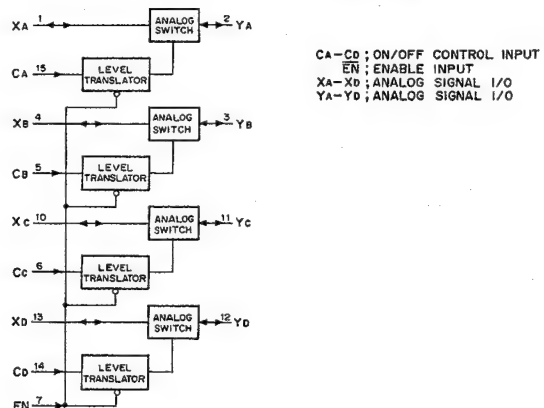 XA 1 ANALOG SWITCH 2 YA
CA 15 LEVEL TRANSLATOR
XB 4 ANALOG SWITCH 3 YB
CB 5 LEVEL TRANSLATOR
XC 10 ANALOG SWITCH 11 YC
CC 6 LEVEL TRANSLATOR
XD 13 ANALOG SWITCH 12 YD
CD 14 LEVEL TRANSLATOR
EN 7
CA-CD ; ON/OFF CONTROL INPUT
EN ; ENABLE INPUT
XA-XD ; ANALOG SIGNAL I/O
YA-YD ; ANALOG SIGNAL I/O